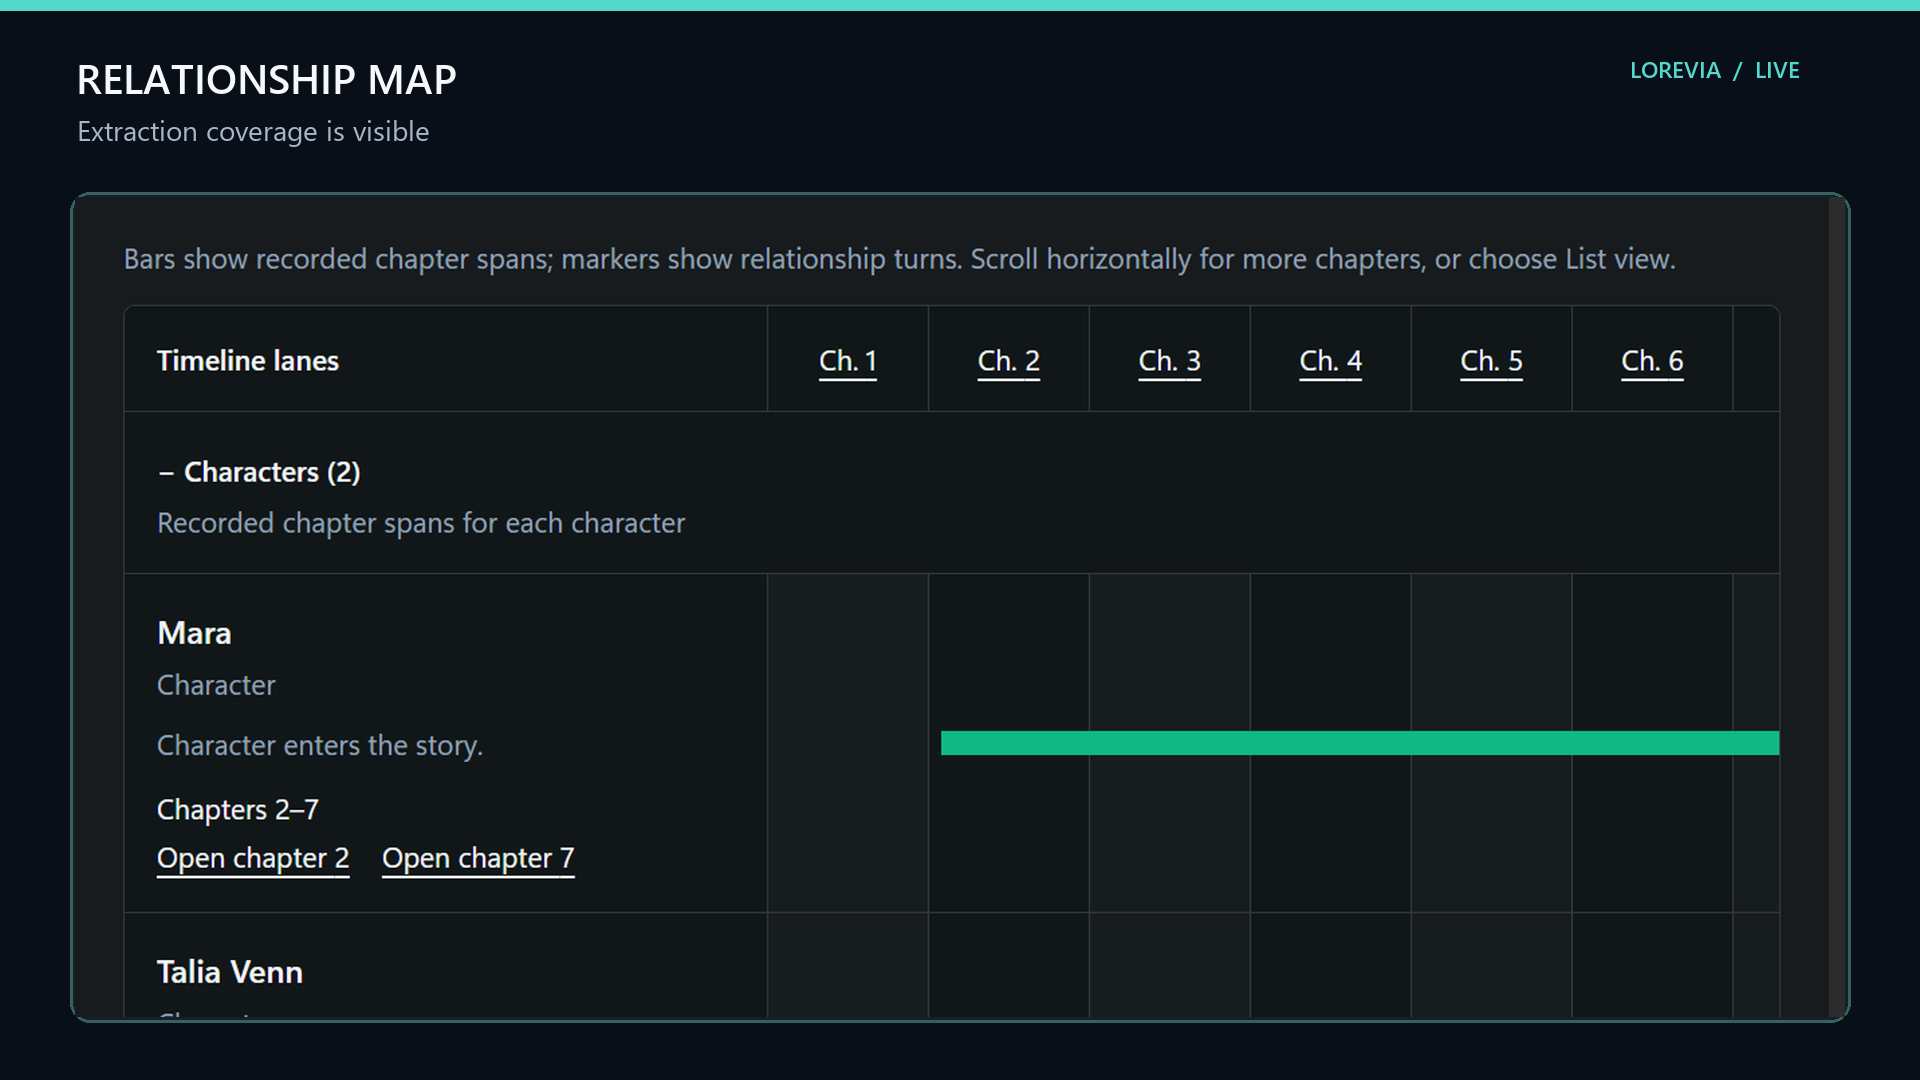 RELATIONSHIP MAP
LOREVIA / LIVE
Extraction coverage is visible
Bars show recorded chapter spans; markers show relationship turns. Scroll horizontally for more chapters, or choose List view.
Timeline lanes Ch. 1 Ch. 2 Ch. 3 Ch. 4 Ch. 5 Ch. 6
– Characters (2)
Recorded chapter spans for each character
Mara
Character
Character enters the story.
Chapters 2–7
Open chapter 2 Open chapter 7
Talia Venn